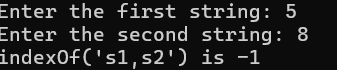 Enter the first string: 5
Enter the second string: 8
indexOf('s1,s2') is -1